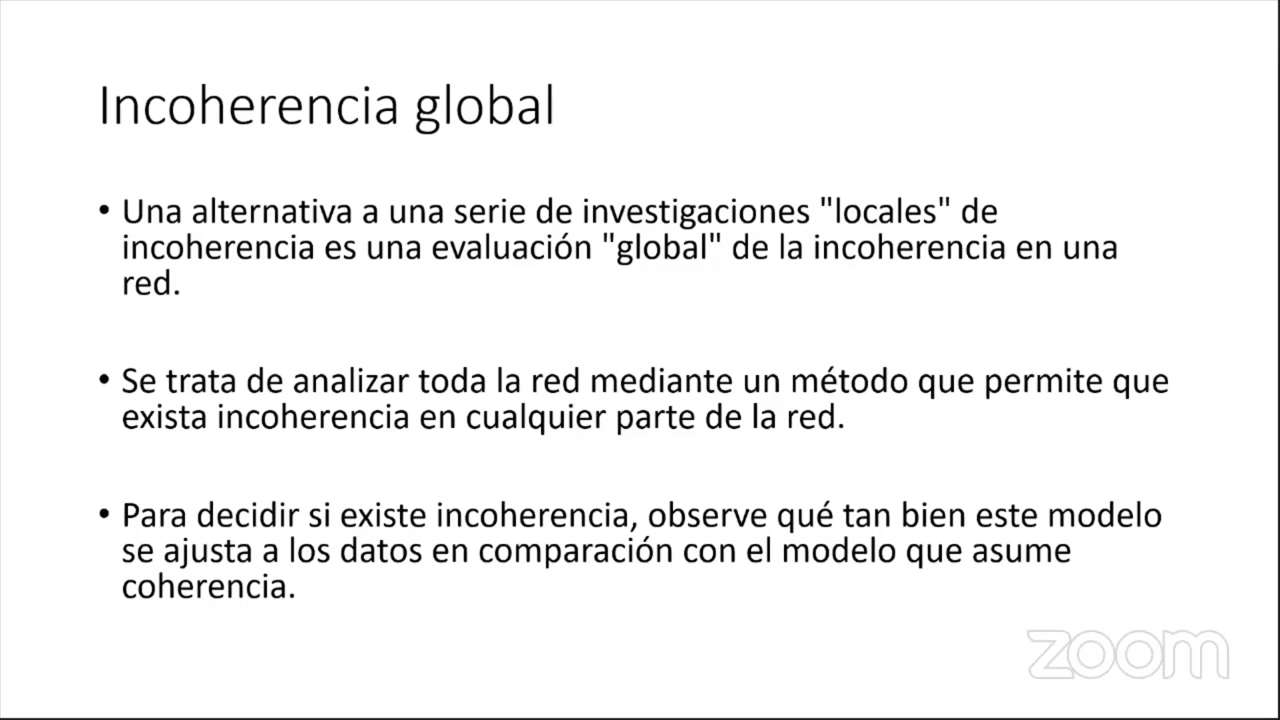 Incoherencia global
• Una alternativa a una serie de investigaciones "locales" de
incoherencia es una evaluación "global" de la incoherencia en una
red.
• Se trata de analizar toda la red mediante un método que permite que
exista incoherencia en cualquier parte de la red.
• Para decidir si existe incoherencia, observe qué tan bien este modelo
se ajusta a los datos en comparación con el modelo que asume
coherencia.
zoom